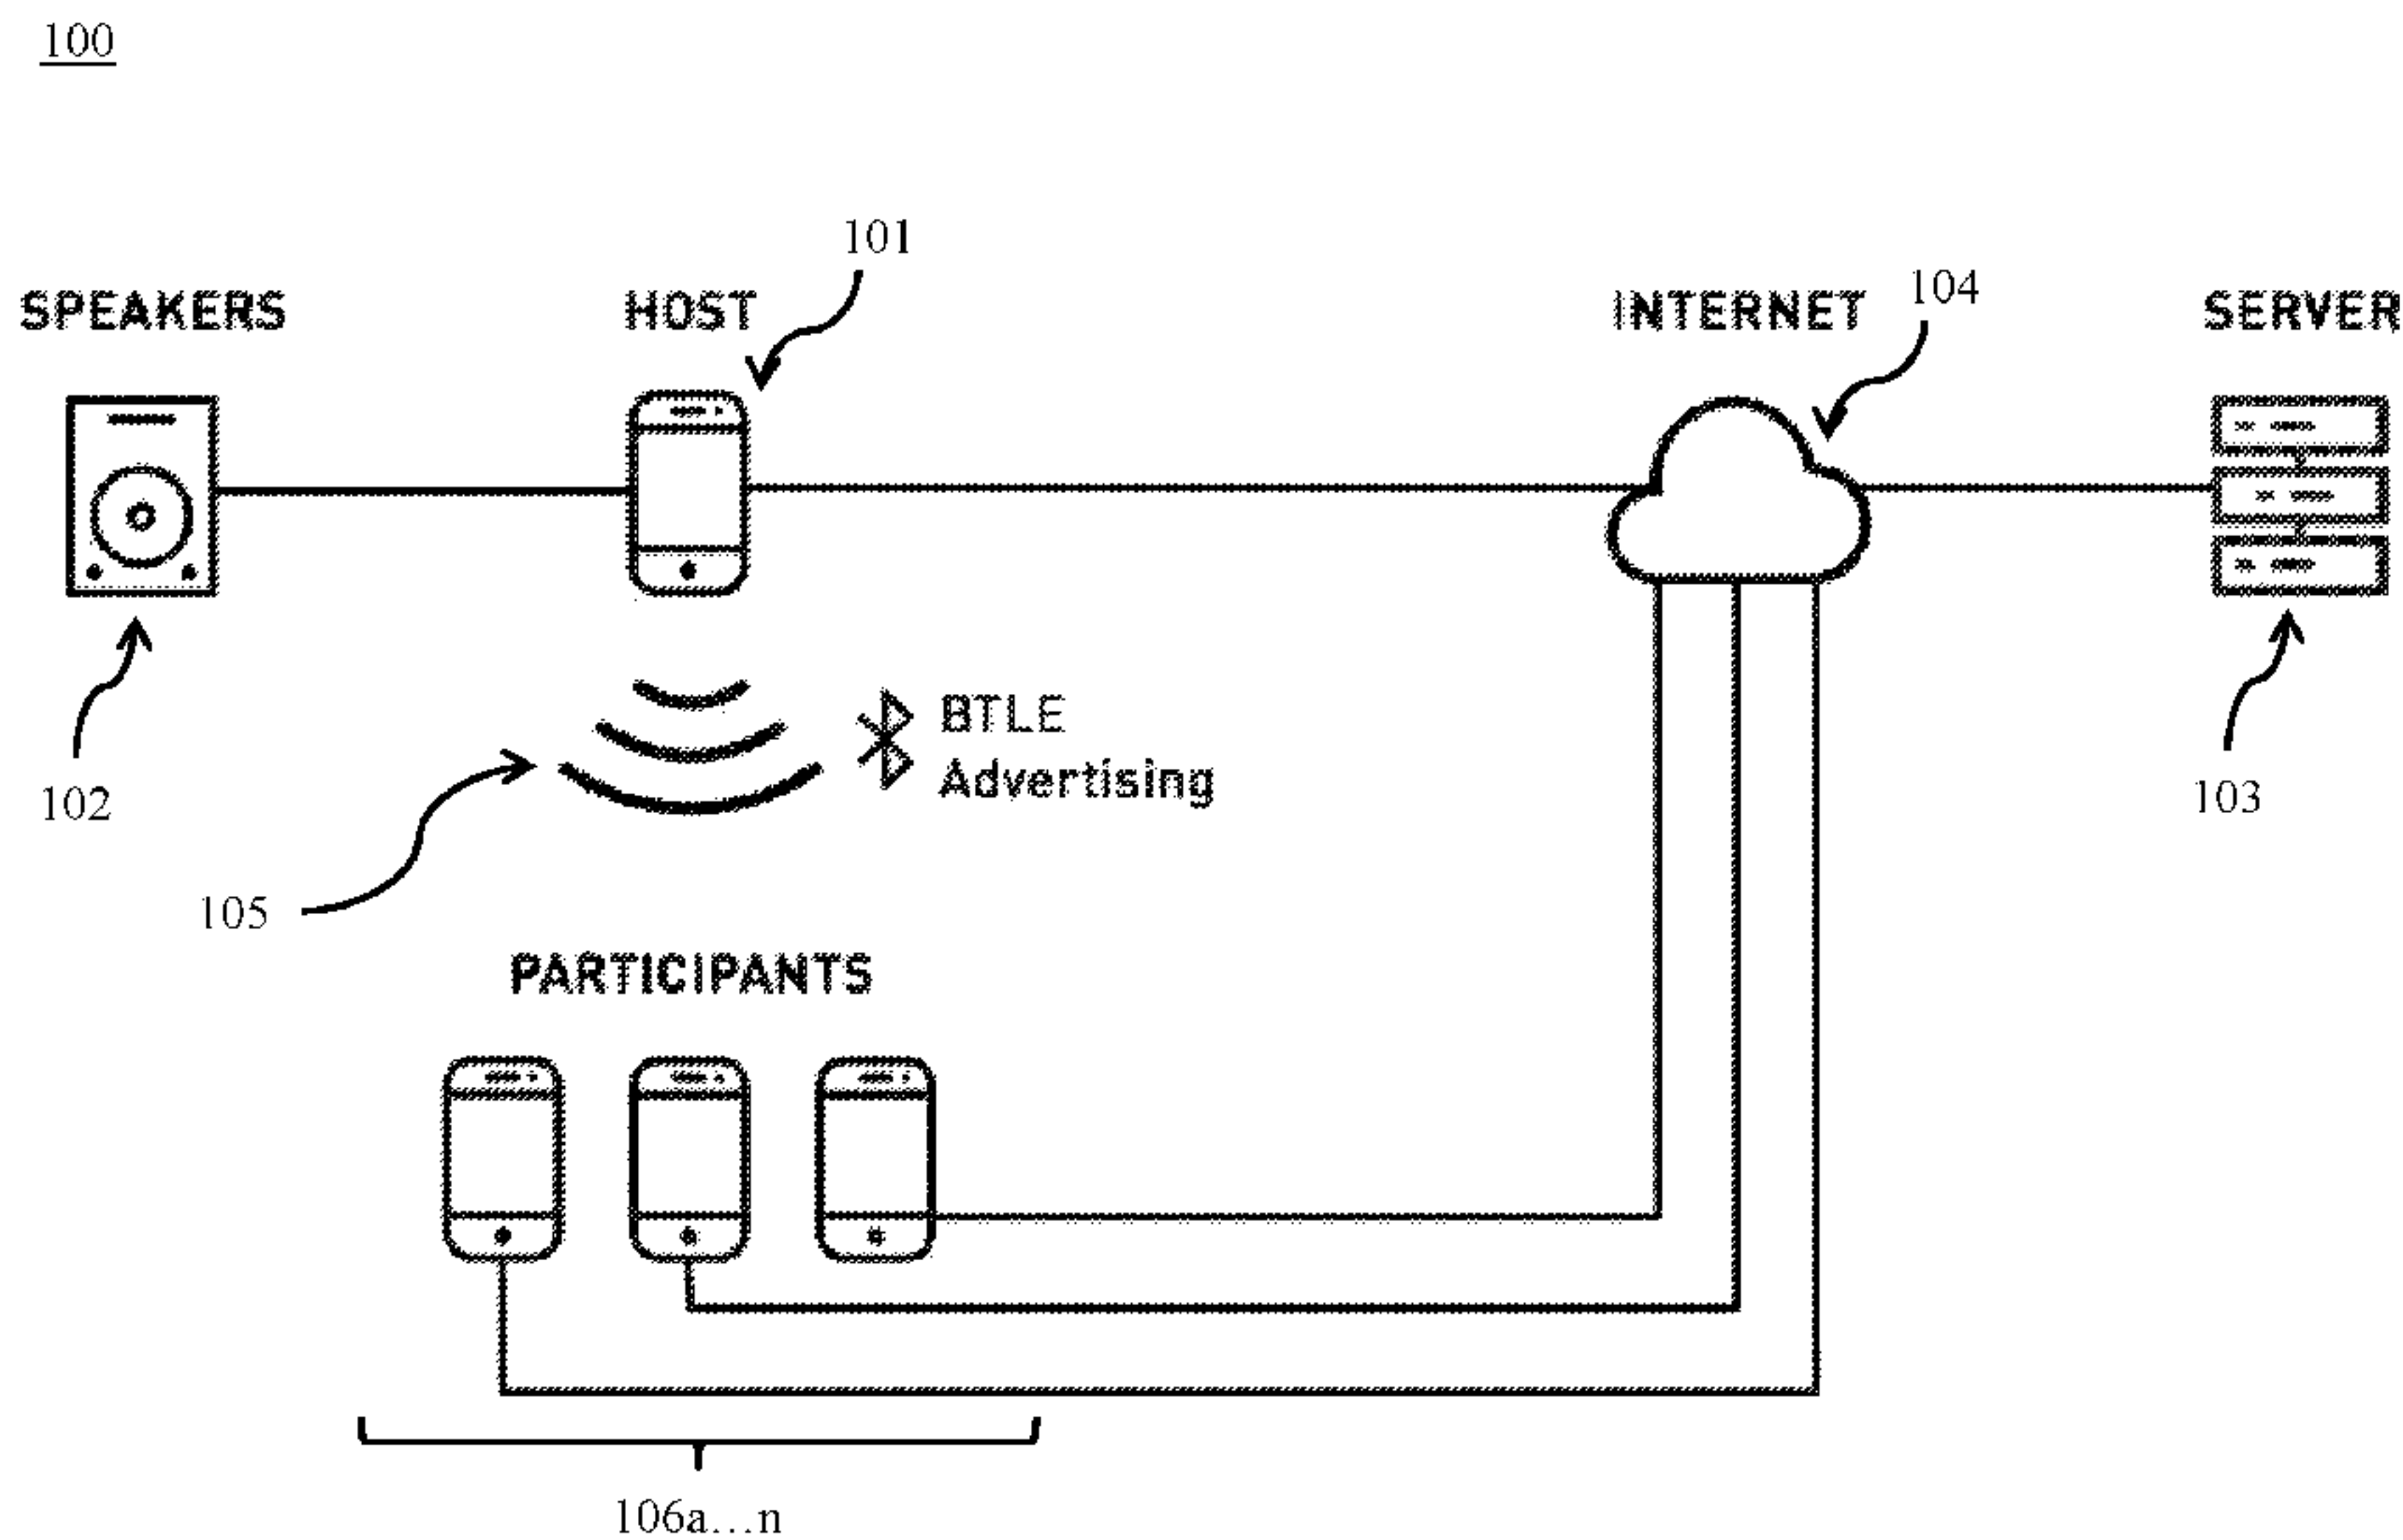 100
101
SPEAKERS
HOST
INTERNET
104
SERVER
BTLE
Advertising
102
103
105
PARTICIPANTS
106a...n